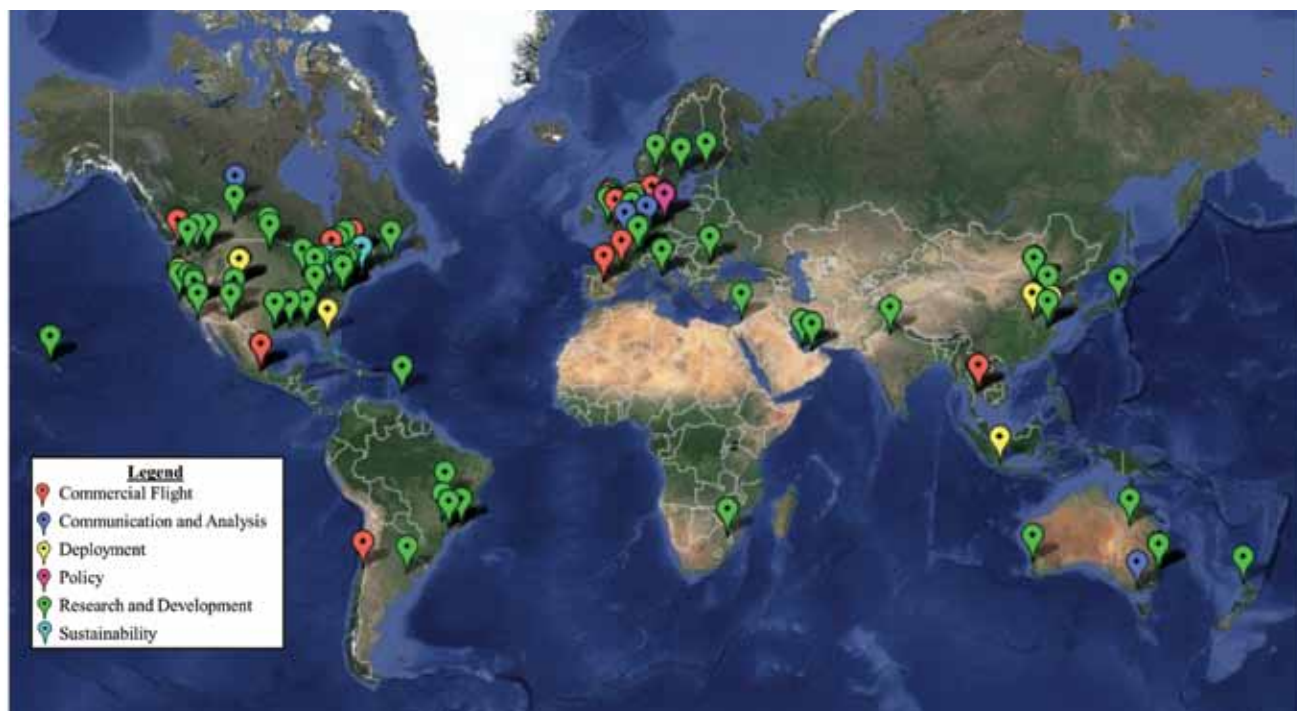 Legend
Commercial Flight
Communication and Analysis
Deployment
Policy
Research and Development
Sustainability